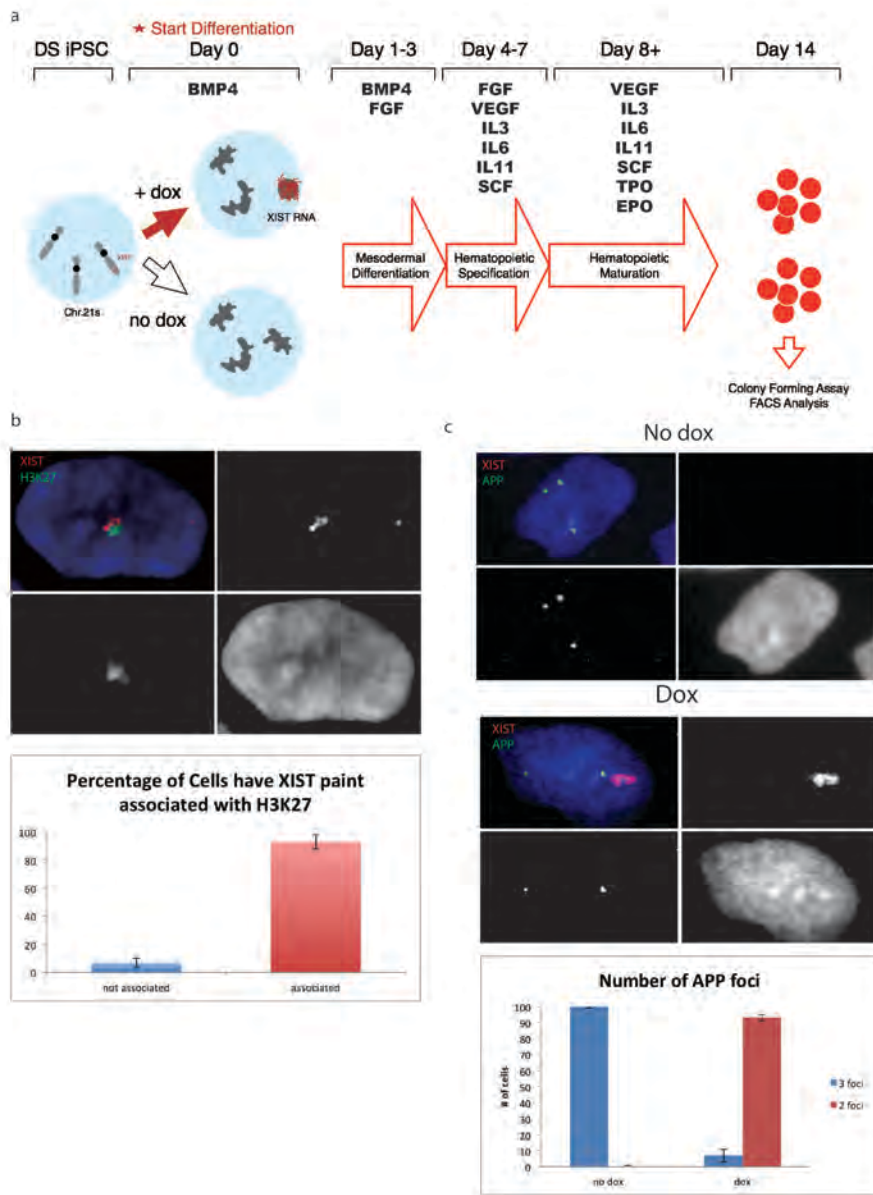 a
★ Start Differentiation
DS iPSC
Day 0
Day 1-3
Day 4-7
Day 8+
Day 14
BMP4
BMP4
FGF
FGF
VEGF
IL3
IL6
IL11
SCF
VEGF
IL3
IL6
IL11
SCF
TPO
EPO
+ dox
XIST RNA
XIST
Chr.21s
no dox
Mesodermal
Differentiation
Hematopoietic
Specification
Hematopoietic
Maturation
Colony Forming Assay
FACS Analysis
b
XIST
H3K27
Percentage of Cells have XIST paint
associated with H3K27
100
80
60
40
20
0
not associated
associated
c
No dox
XIST
APP
Dox
XIST
APP
Number of APP foci
# of cells
100
90
80
70
60
50
40
30
20
10
0
no dox
dox
3 foci
2 foci